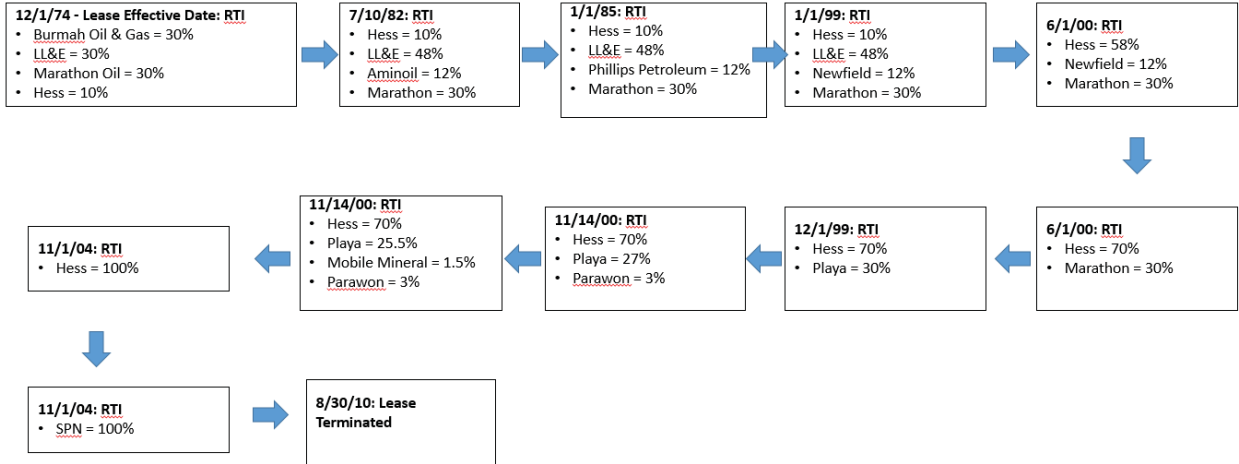 12/1/74 - Lease Effective Date: RTI
• Burmah Oil & Gas = 30%
• LL&E = 30%
• Marathon Oil = 30%
• Hess = 10%
7/10/82: RTI
• Hess = 10%
• LL&E = 48%
• Aminoil = 12%
• Marathon = 30%
1/1/85: RTI
• Hess = 10%
• LL&E = 48%
• Phillips Petroleum = 12%
• Marathon = 30%
1/1/99: RTI
• Hess = 10%
• LL&E = 48%
• Newfield = 12%
• Marathon = 30%
6/1/00: RTI
• Hess = 58%
• Newfield = 12%
• Marathon = 30%
6/1/00: RTI
• Hess = 70%
• Marathon = 30%
12/1/99: RTI
• Hess = 70%
• Playa = 30%
11/14/00: RTI
• Hess = 70%
• Playa = 27%
• Parawon = 3%
11/14/00: RTI
• Hess = 70%
• Playa = 25.5%
• Mobile Mineral = 1.5%
• Parawon = 3%
11/1/04: RTI
• Hess = 100%
11/1/04: RTI
• SPN = 100%
8/30/10: Lease
Terminated